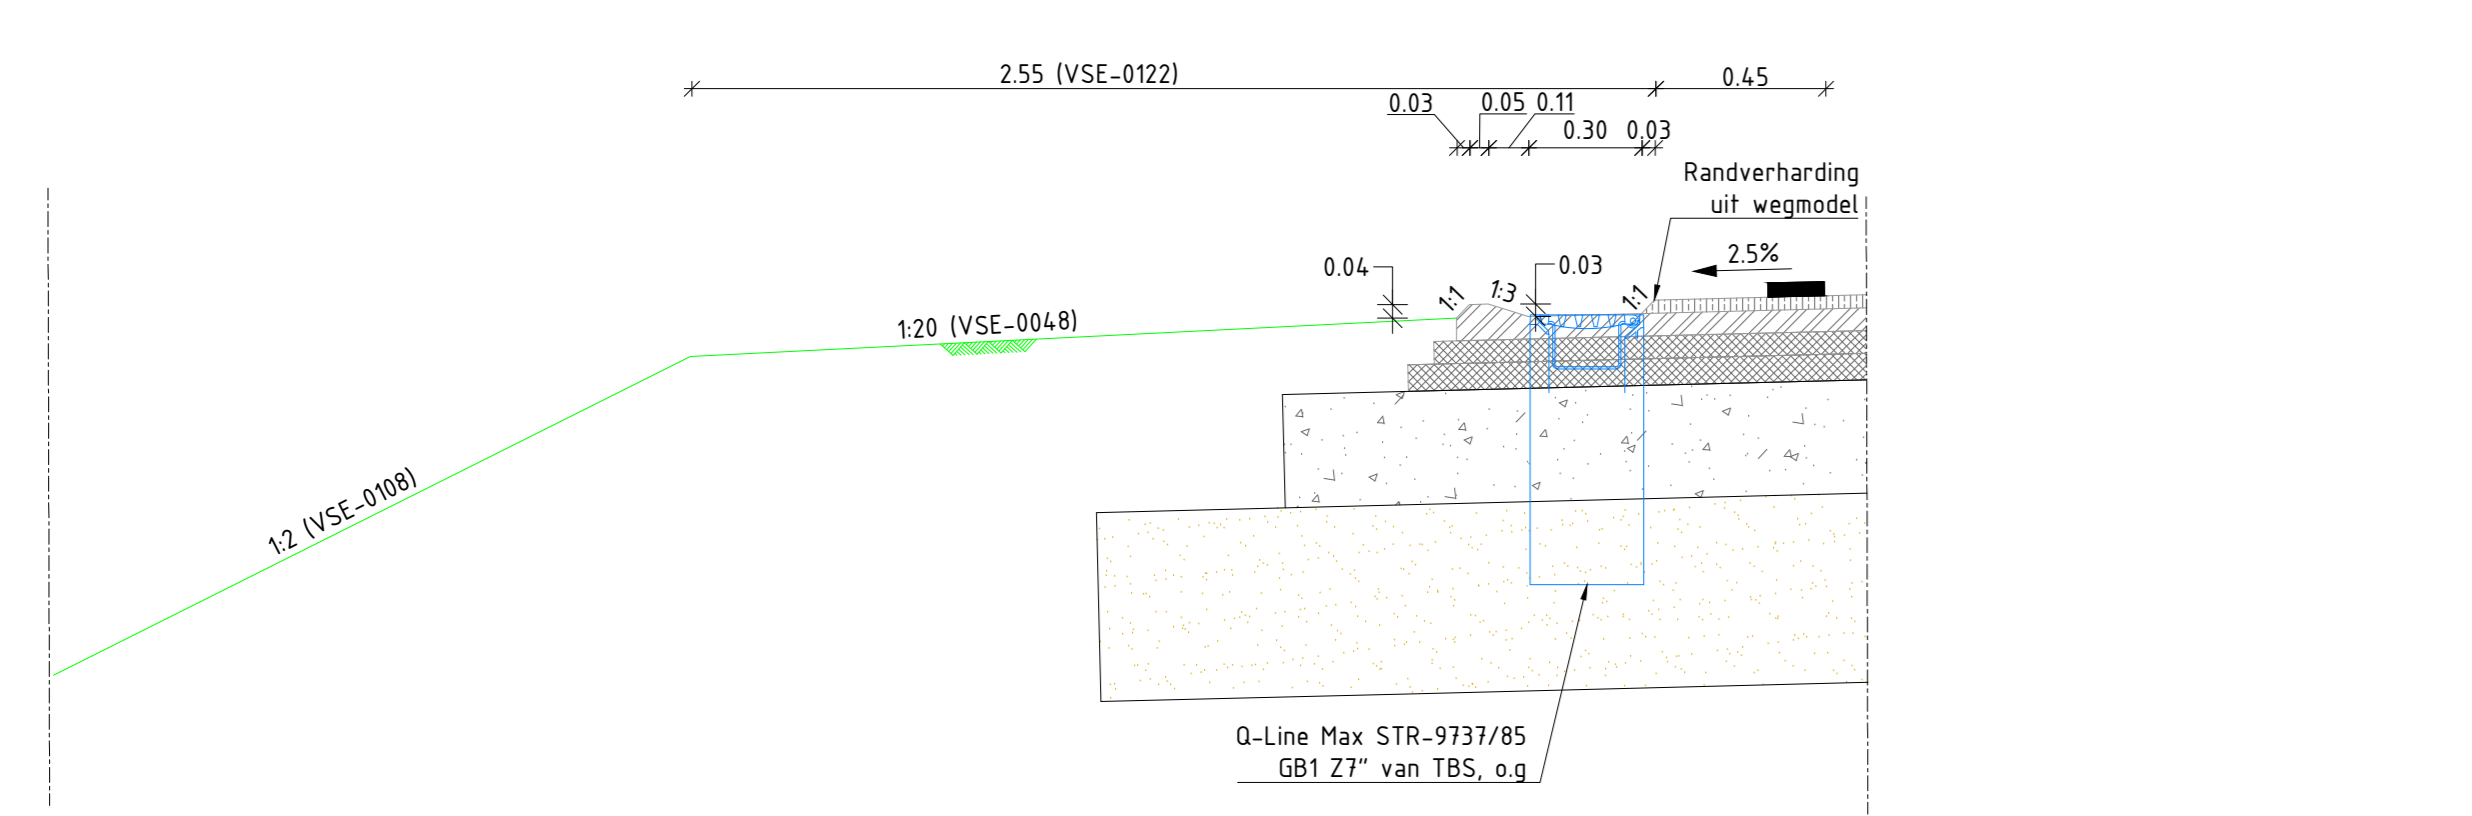 2.55 (VSE-0122)
0.45
0.03
0.05
0.11
0.30
0.03
Randverharding
uit wegmodel
2.5%
0.04
0.03
1:1
1:3
1:1
1:20 (VSE-0048)
1:2 (VSE-0108)
Q-Line Max STR-9737/85
GB1 Z7" van TBS, o.g